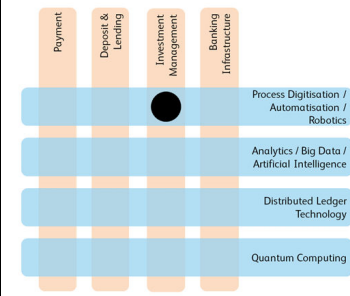 Payment
Deposit &
Lending
Investment
Management
Banking
Infrastructure
Process Digitisation /
Automatisation /
Robotics
Analytics / Big Data /
Artificial Intelligence
Distributed Ledger
Technology
Quantum Computing